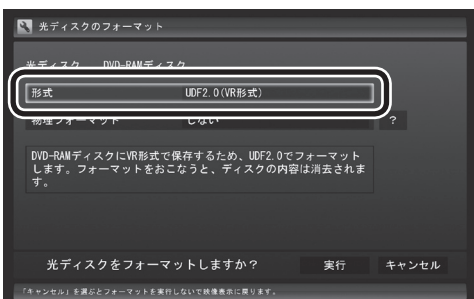 光ディスクのフォーマット
光ディスク DVD-RAMディスク
形式 UDF2.0(VR形式)
物理フォーマット しない ?
DVD-RAMディスクにVR形式で保存するため、UDF2.0でフォーマット
します。フォーマットをおこなうと、ディスクの内容は消去されま
す。
光ディスクをフォーマットしますか? 実行 キャンセル
「キャンセル」を選ぶとフォーマットを実行しないで映像表示に戻ります。